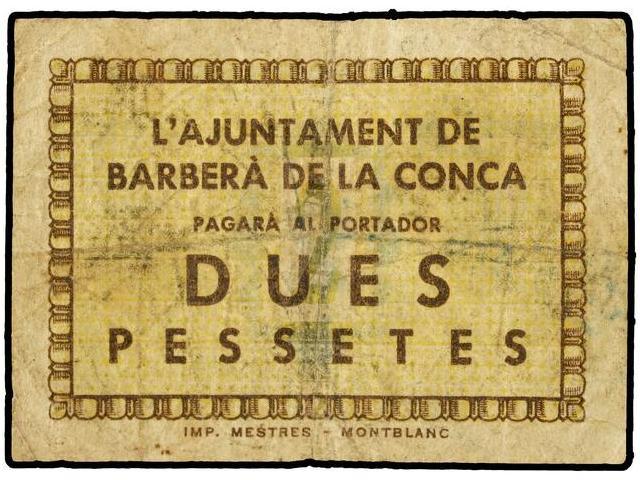 L'AJUNTAMENT DE
BARBERÀ DE LA CONCA
PAGARÀ AL PORTADOR
DUES
PESSETES
IMP. MESTRES - MONTBLANC